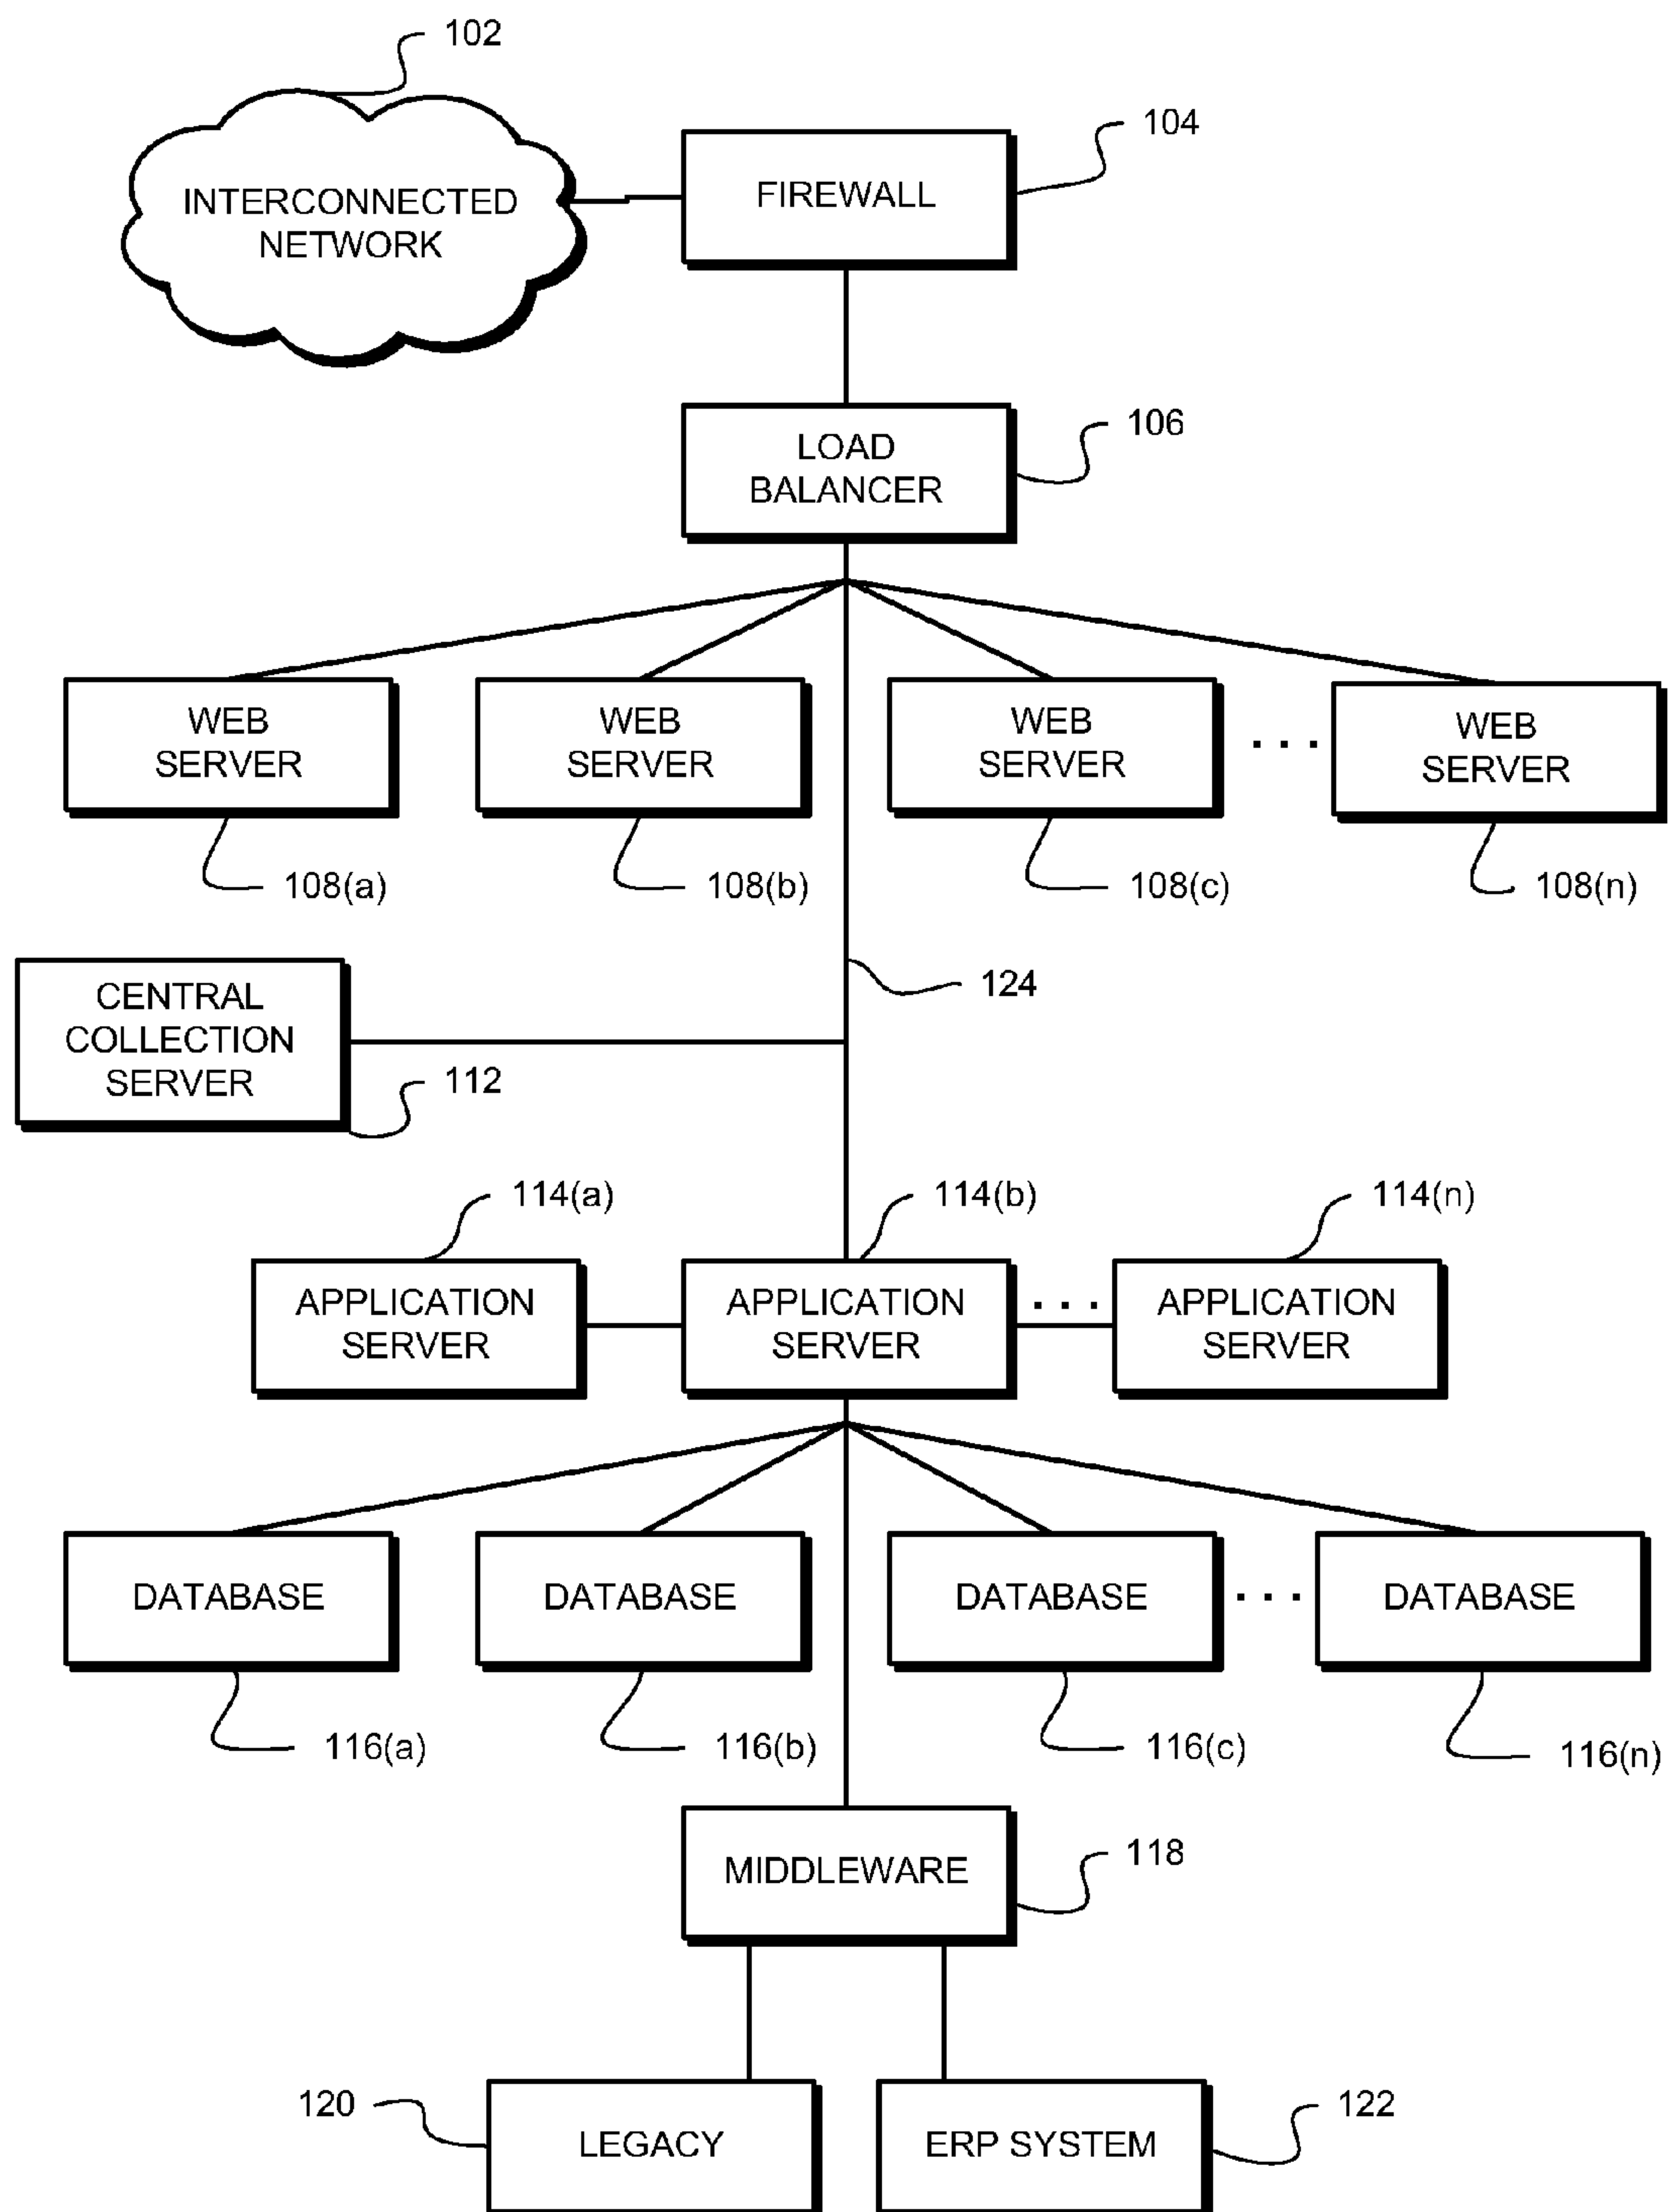 102
104
INTERCONNECTED
NETWORK
FIREWALL
106
LOAD
BALANCER
WEB
SERVER
WEB
SERVER
WEB
SERVER
. . .
WEB
SERVER
108(a)
108(b)
108(c)
108(n)
CENTRAL
COLLECTION
SERVER
124
112
114(a)
114(b)
114(n)
APPLICATION
SERVER
APPLICATION
SERVER
. . .
APPLICATION
SERVER
DATABASE
DATABASE
DATABASE
. . .
DATABASE
116(a)
116(b)
116(c)
116(n)
MIDDLEWARE
118
120
LEGACY
ERP SYSTEM
122